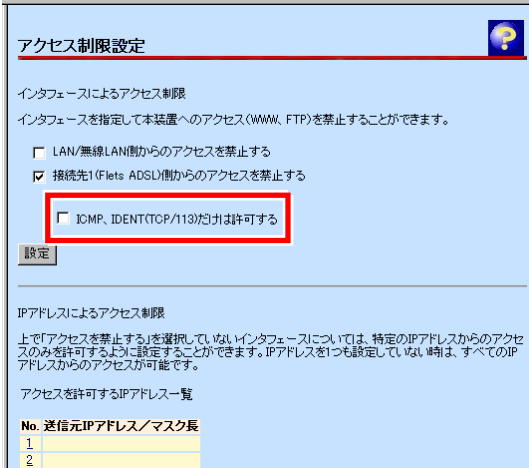 アクセス制限設定
?
インタフェースによるアクセス制限
インタフェースを指定して本装置へのアクセス(WWW、FTP)を禁止することができます。
LAN/無線LAN側からのアクセスを禁止する
接続先1(Flets ADSL)側からのアクセスを禁止する
ICMP、IDENT(TCP/113)だけは許可する
設定
IPアドレスによるアクセス制限
上で「アクセスを禁止する」を選択していないインタフェースについては、特定のIPアドレスからのアクセ
スのみを許可するように設定することができます。IPアドレスを1つも設定していない時は、すべてのIP
アドレスからのアクセスが可能です。
アクセスを許可するIPアドレス一覧
No. 送信元IPアドレス/マスク長
1
2